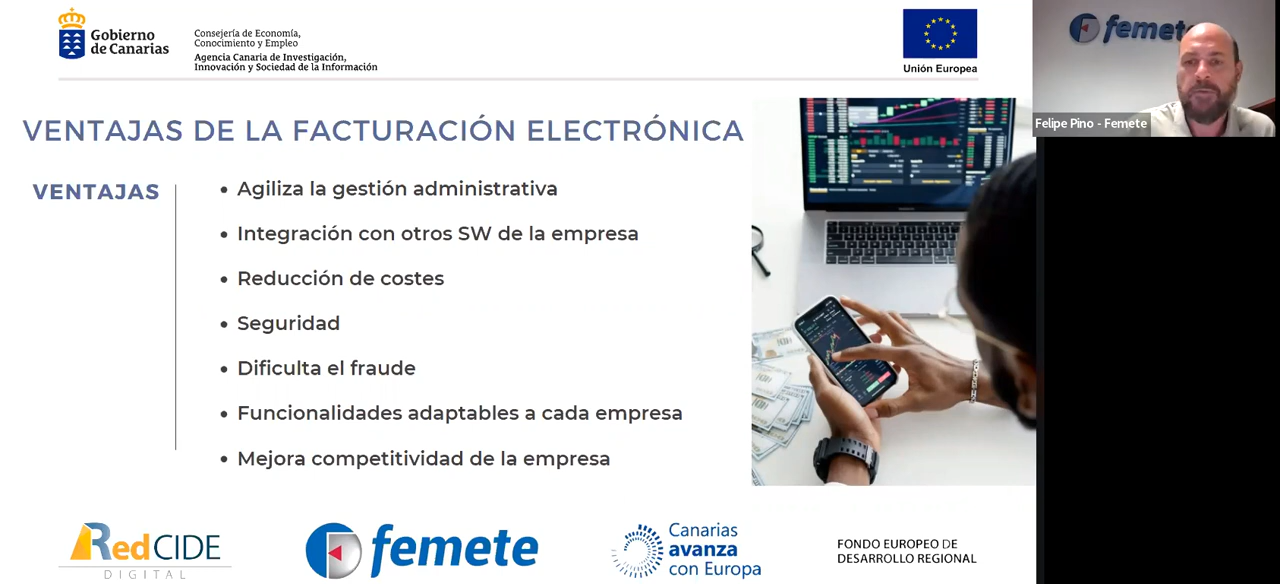 Gobierno
de Canarias
Consejería de Economía,
Conocimiento y Empleo
Agencia Canaria de Investigación,
Innovación y Sociedad de la Información
Unión Europea
femete
Felipe Pino - Femete
VENTAJAS DE LA FACTURACIÓN ELECTRÓNICA
VENTAJAS
• Agiliza la gestión administrativa
• Integración con otros SW de la empresa
• Reducción de costes
• Seguridad
• Dificulta el fraude
• Funcionalidades adaptables a cada empresa
• Mejora competitividad de la empresa
RedCIDE
DIGITAL
femete
Canarias
avanza
con Europa
FONDO EUROPEO DE
DESARROLLO REGIONAL